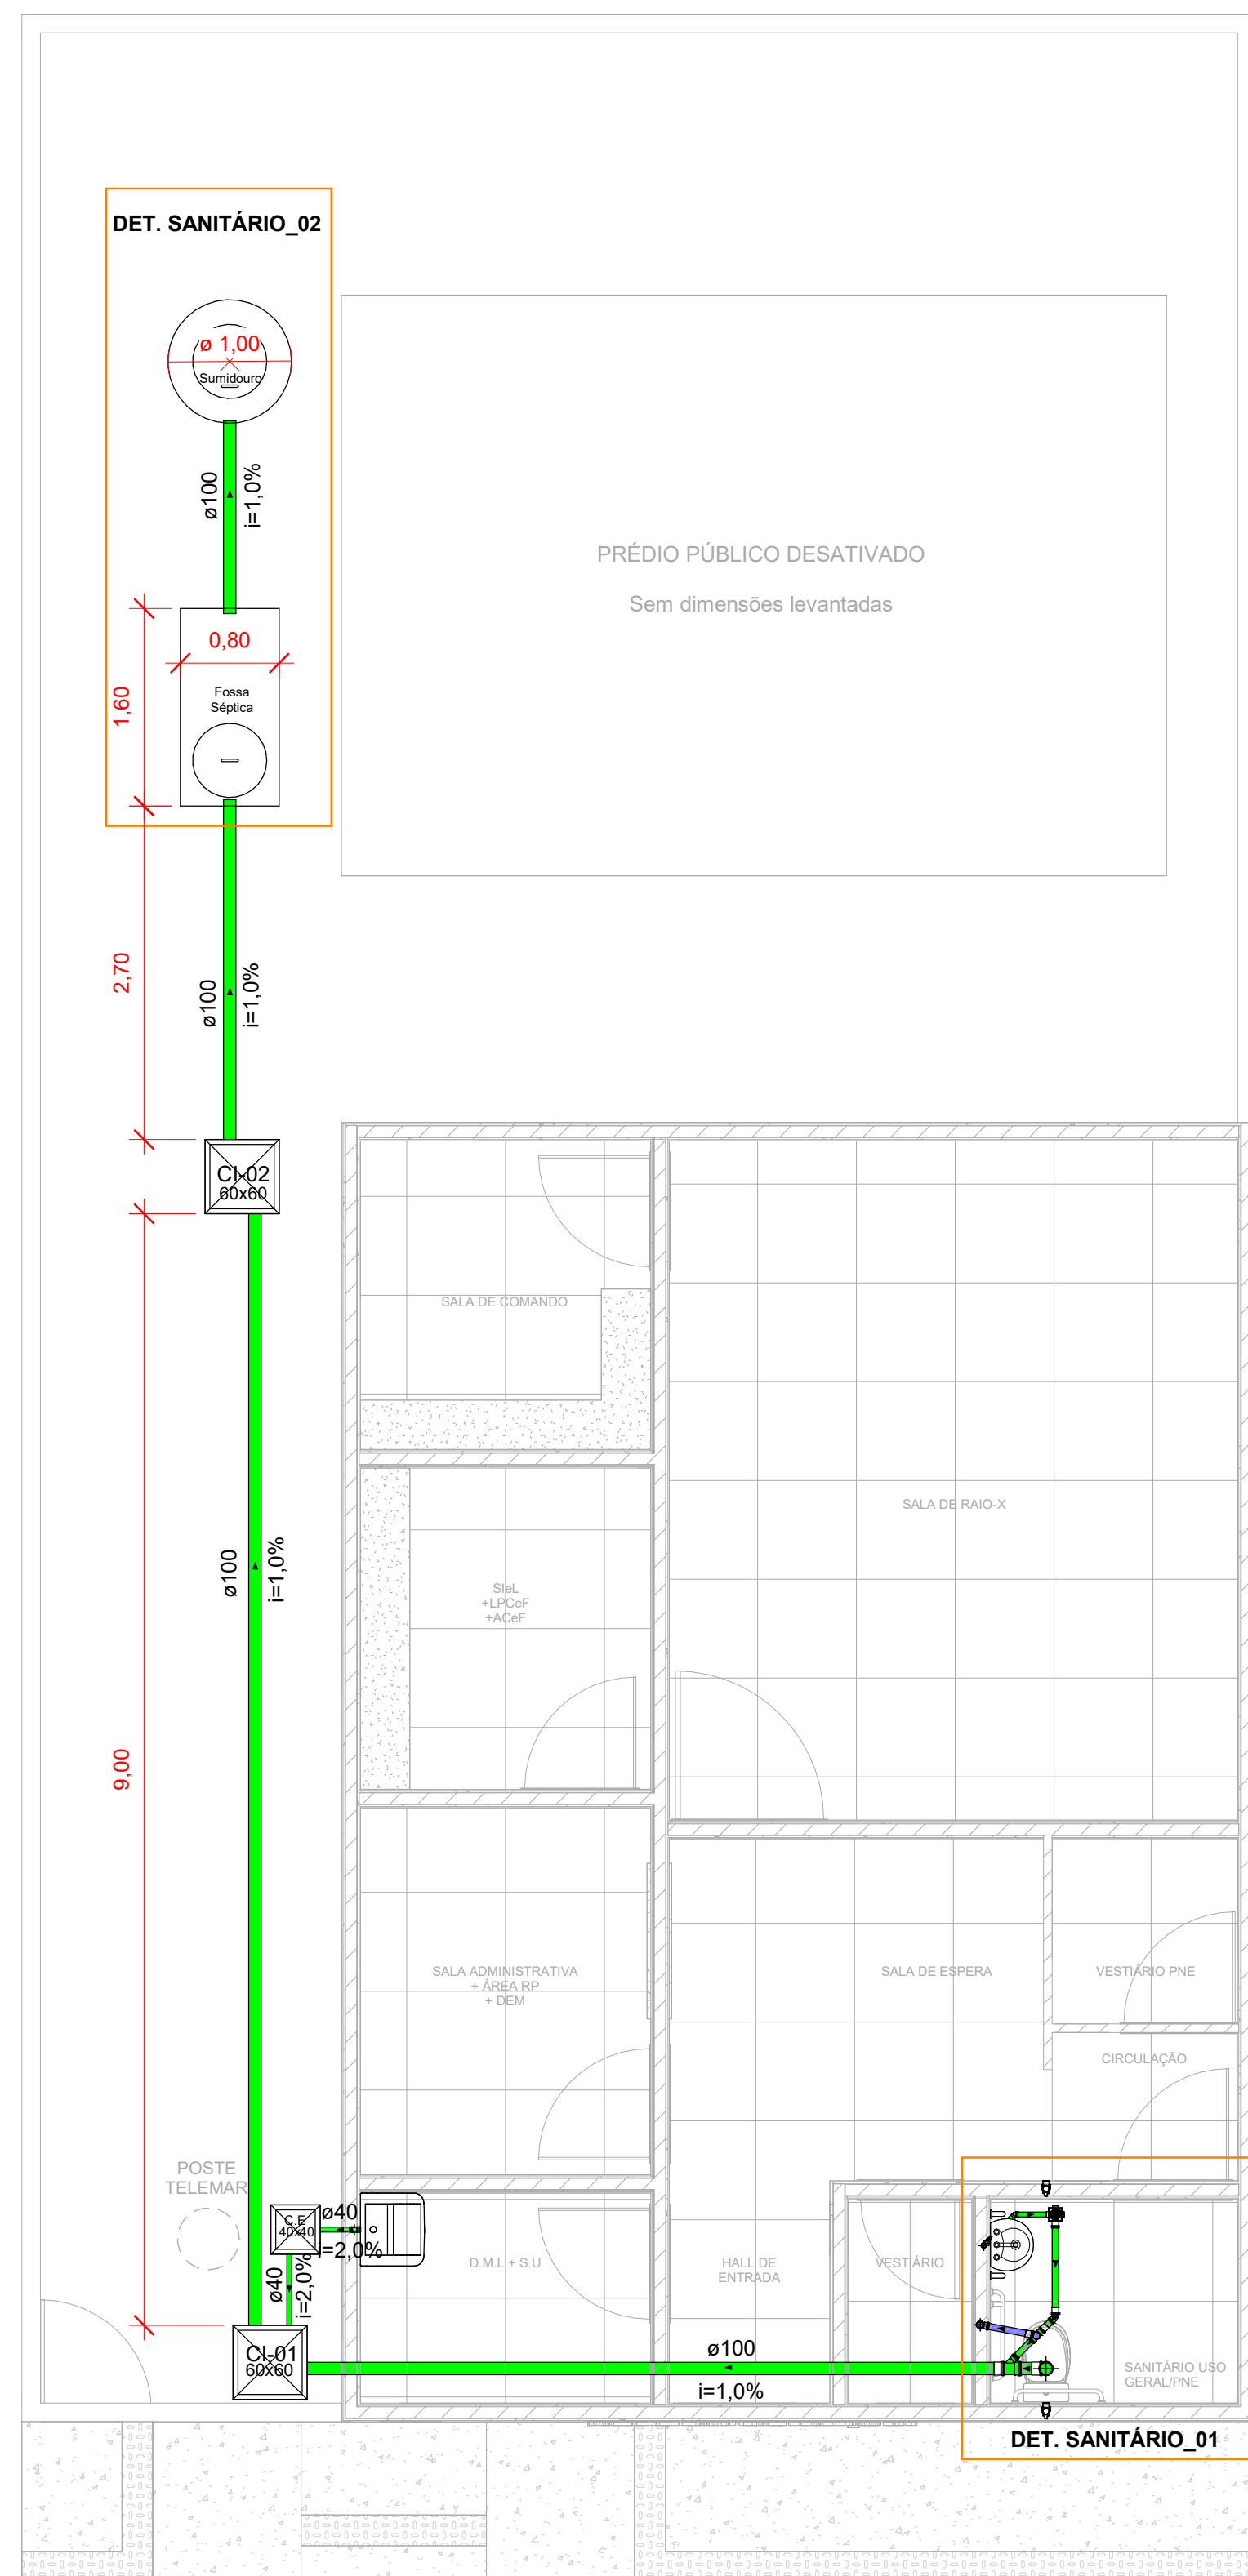 DET. SANITÁRIO_02
ø 1,00
Sumidouro
ø100
i=1,0%
PRÉDIO PÚBLICO DESATIVADO
Sem dimensões levantadas
0,80
1,60
Fossa
Séptica
2,70
ø100
i=1,0%
CI-02
60x60
SALA DE COMANDO
SALA DE RAIO-X
ø100
i=1,0%
SIeL
+LPCeF
+ACeF
9,00
SALA ADMINISTRATIVA
+ ÁREA RP
+ DEM
SALA DE ESPERA
VESTIÁRIO PNE
CIRCULAÇÃO
POSTE
TELEMAR
C.E
40x40
ø40
i=2,0%
D.M.L + S.U
HALL DE
ENTRADA
VESTIÁRIO
ø40
i=2,0%
CI-01
60x60
ø100
i=1,0%
SANITÁRIO USO
GERAL/PNE
DET. SANITÁRIO_01